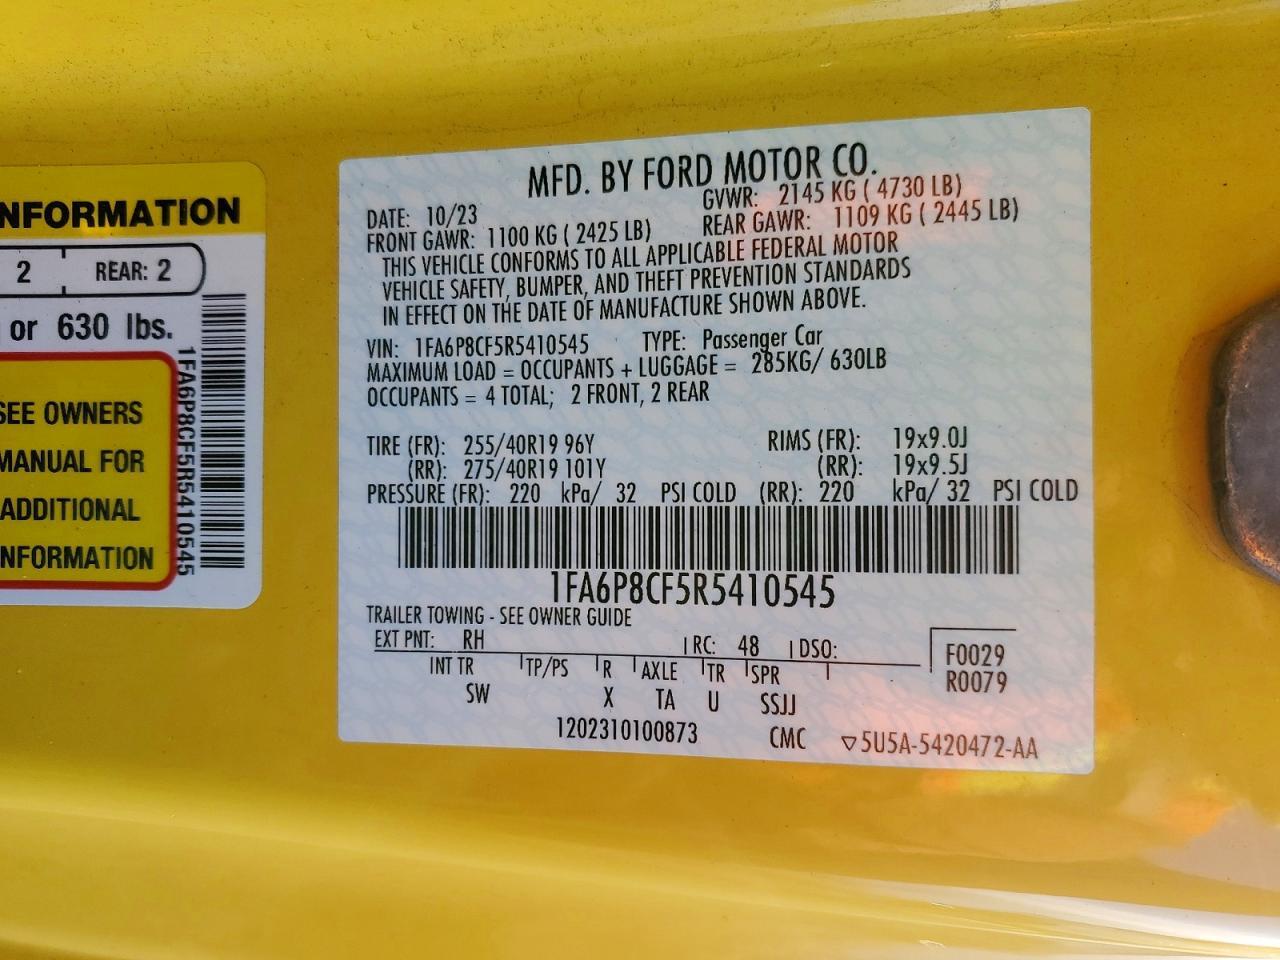 NFORMATION
2 REAR: 2
or 630 lbs.
SEE OWNERS
MANUAL FOR
ADDITIONAL
NFORMATION
1FA6P8CF5R5410545
MFD. BY FORD MOTOR CO.
DATE: 10/23 GVWR: 2145 KG ( 4730 LB)
FRONT GAWR: 1100 KG ( 2425 LB) REAR GAWR: 1109 KG ( 2445 LB)
THIS VEHICLE CONFORMS TO ALL APPLICABLE FEDERAL MOTOR
VEHICLE SAFETY, BUMPER, AND THEFT PREVENTION STANDARDS
IN EFFECT ON THE DATE OF MANUFACTURE SHOWN ABOVE.
VIN: 1FA6P8CF5R5410545 TYPE: Passenger Car
MAXIMUM LOAD = OCCUPANTS + LUGGAGE = 285KG/ 630LB
OCCUPANTS = 4 TOTAL; 2 FRONT, 2 REAR
TIRE (FR): 255/40R19 96Y RIMS (FR): 19x9.0J
(RR): 275/40R19 101Y (RR): 19x9.5J
PRESSURE (FR): 220 kPa/ 32 PSI COLD (RR): 220 kPa/ 32 PSI COLD
1FA6P8CF5R5410545
TRAILER TOWING - SEE OWNER GUIDE
EXT PNT: RH RC: 48 DSO:
INT TR TP/PS R AXLE TR SPR
SW X TA U SSJJ
F0029
R0079
1202310100873 CMC ▽5U5A-5420472-AA